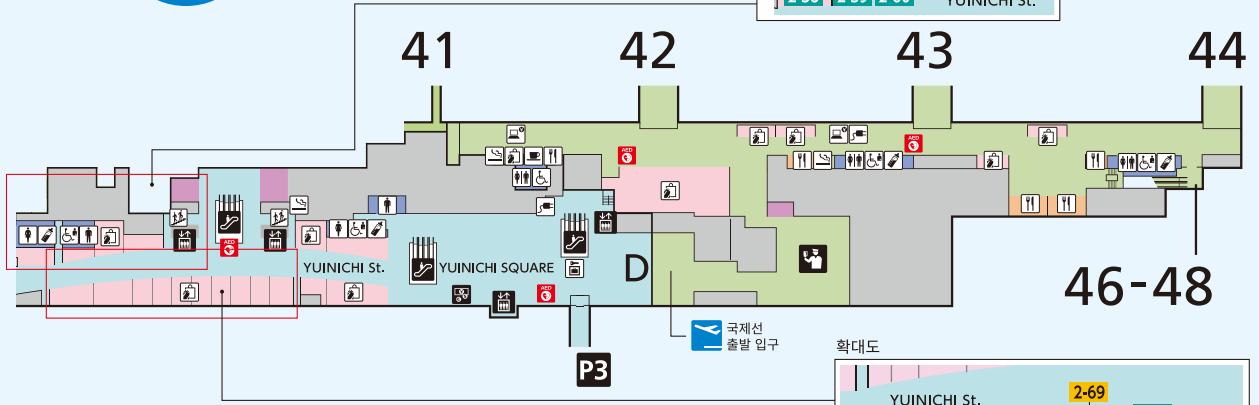 YUINICHI St.
41
42
43
44
AED
AED
AED
YUINICHI St.
YUINICHI SQUARE
D
AED
46-48
국제선
출발 입구
P3
확대도
YUINICHI St.
2-69